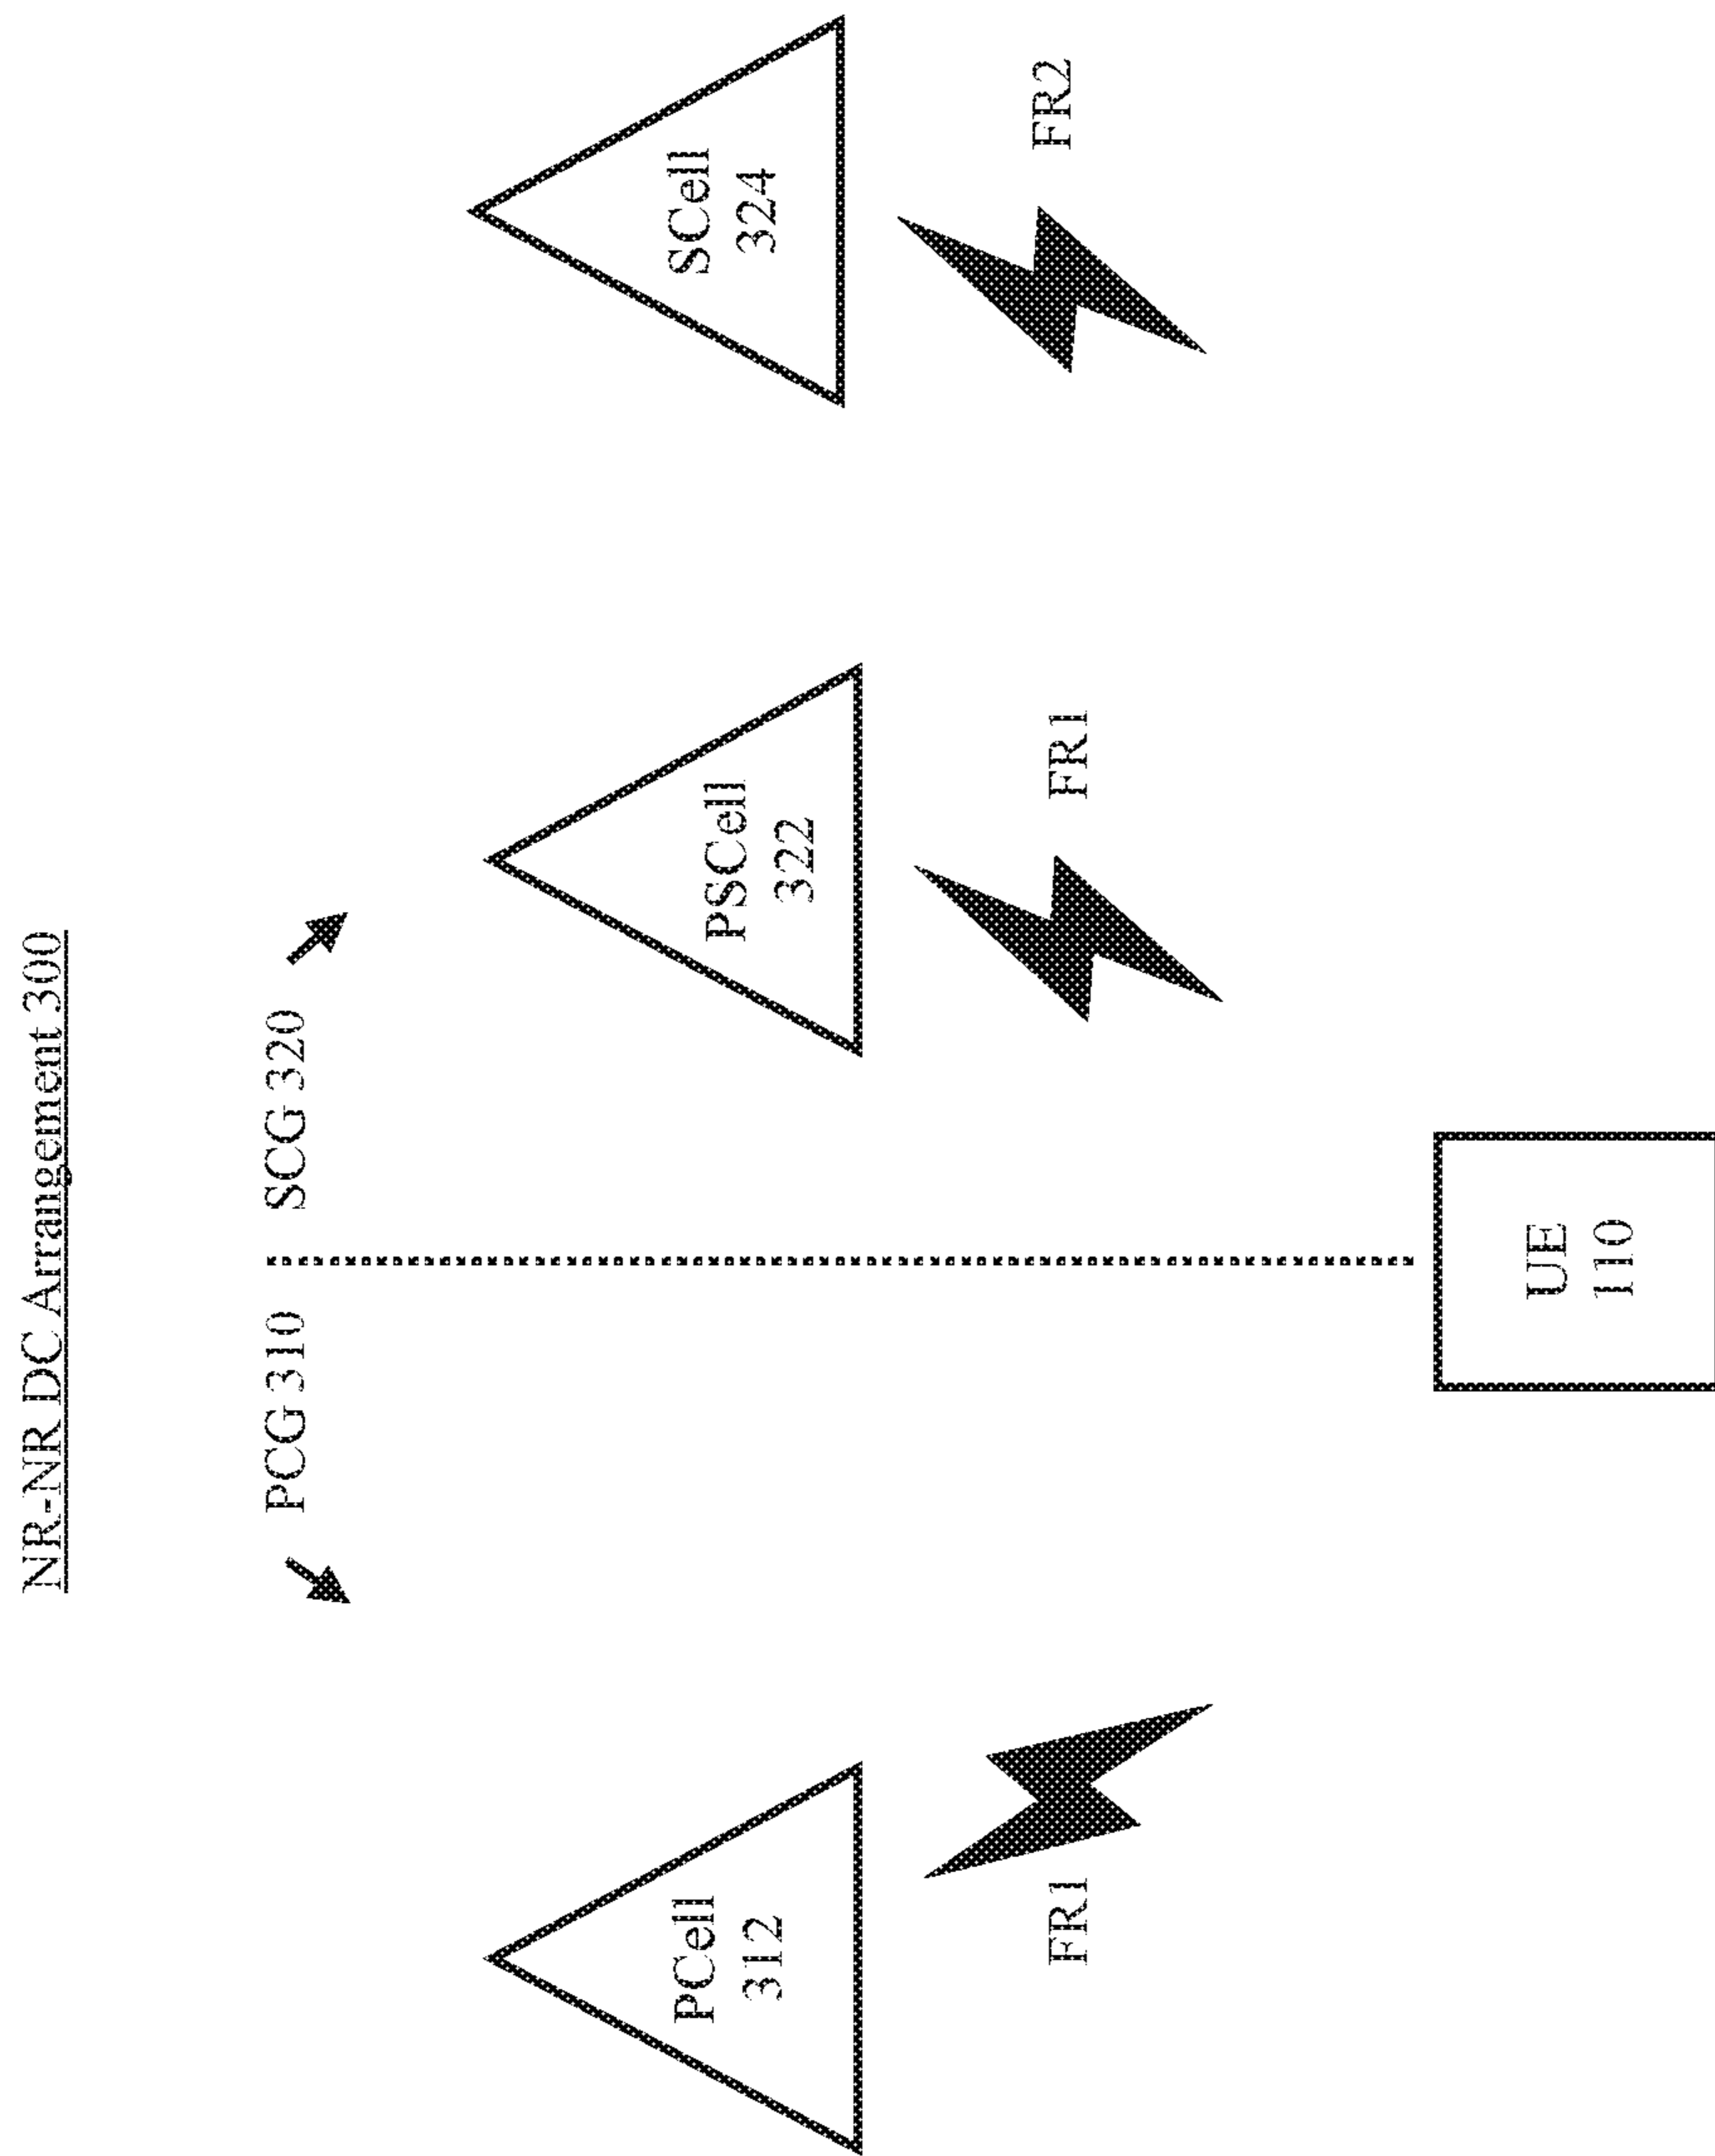 NR-NR DC Arrangement 300
PCG 310
SCG 320
PCell
312
PSCell
322
SCell
324
FR1
FR1
FR2
UE
110